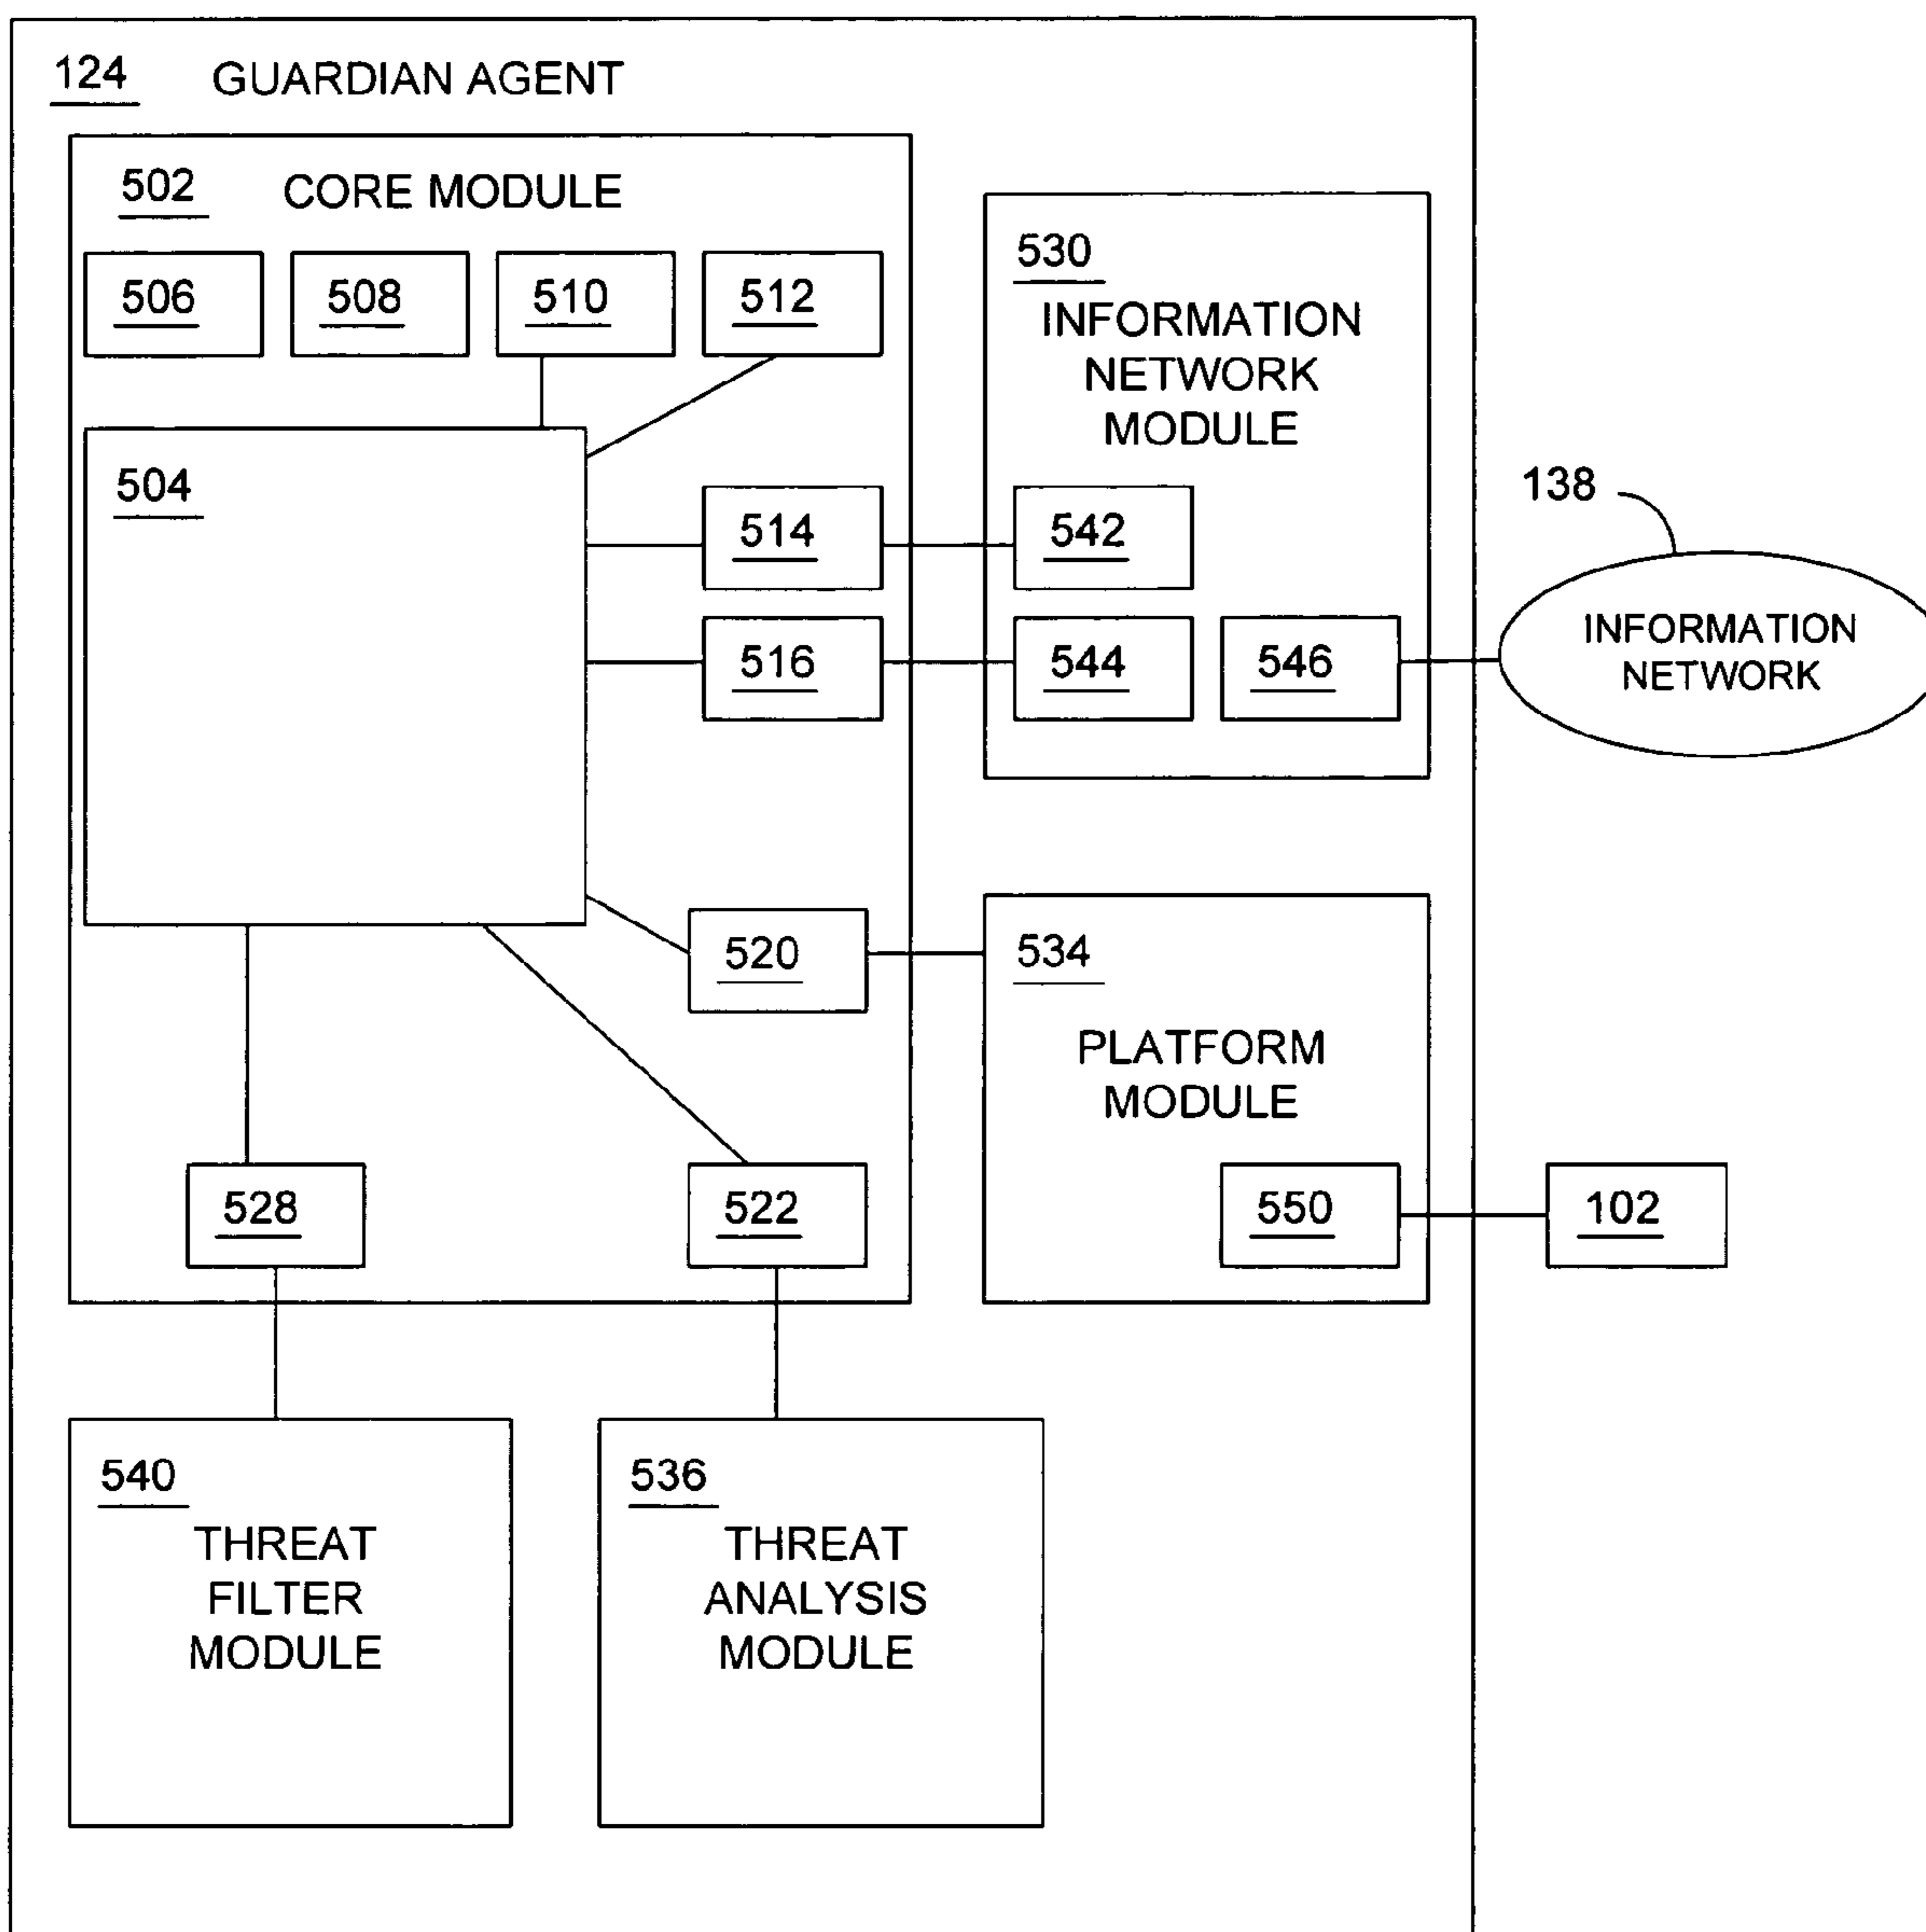 124 GUARDIAN AGENT
502 CORE MODULE
506 508 510 512
504
514
516
520
528 522
530
INFORMATION
NETWORK
MODULE
542
544 546
138
INFORMATION
NETWORK
534
PLATFORM
MODULE
550
102
540
THREAT
FILTER
MODULE
536
THREAT
ANALYSIS
MODULE